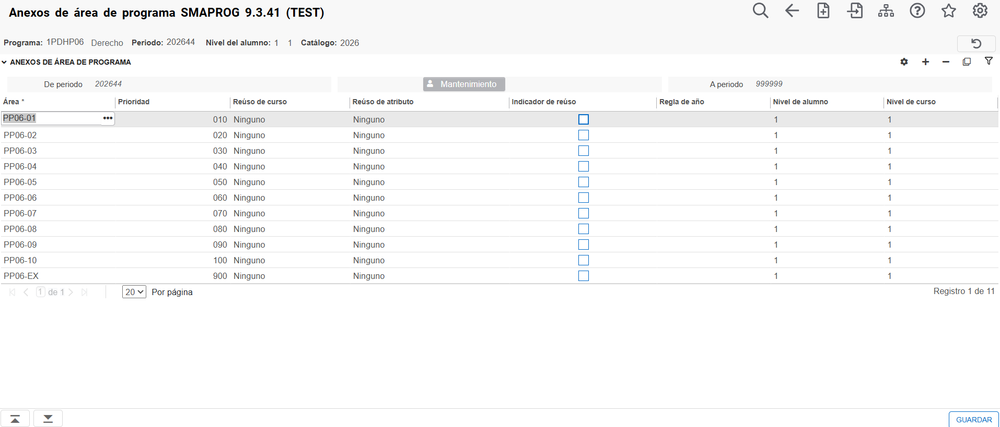 Anexos de área de programa SMAPROG 9.3.41 (TEST)
Programa: 1PDHP06 Derecho Periodo: 202644 Nivel del alumno: 1 1 Catálogo: 2026
ANEXOS DE ÁREA DE PROGRAMA
De periodo 202644 Mantenimiento A periodo 999999
Área * Prioridad Reúso de curso Reúso de atributo Indicador de reúso Regla de año Nivel de alumno Nivel de curso
PP06-01 ••• 010 Ninguno Ninguno 1 1
PP06-02 020 Ninguno Ninguno 1 1
PP06-03 030 Ninguno Ninguno 1 1
PP06-04 040 Ninguno Ninguno 1 1
PP06-05 050 Ninguno Ninguno 1 1
PP06-06 060 Ninguno Ninguno 1 1
PP06-07 070 Ninguno Ninguno 1 1
PP06-08 080 Ninguno Ninguno 1 1
PP06-09 090 Ninguno Ninguno 1 1
PP06-10 100 Ninguno Ninguno 1 1
PP06-EX 900 Ninguno Ninguno 1 1
1 de 1 20 Por página Registro 1 de 11
GUARDAR